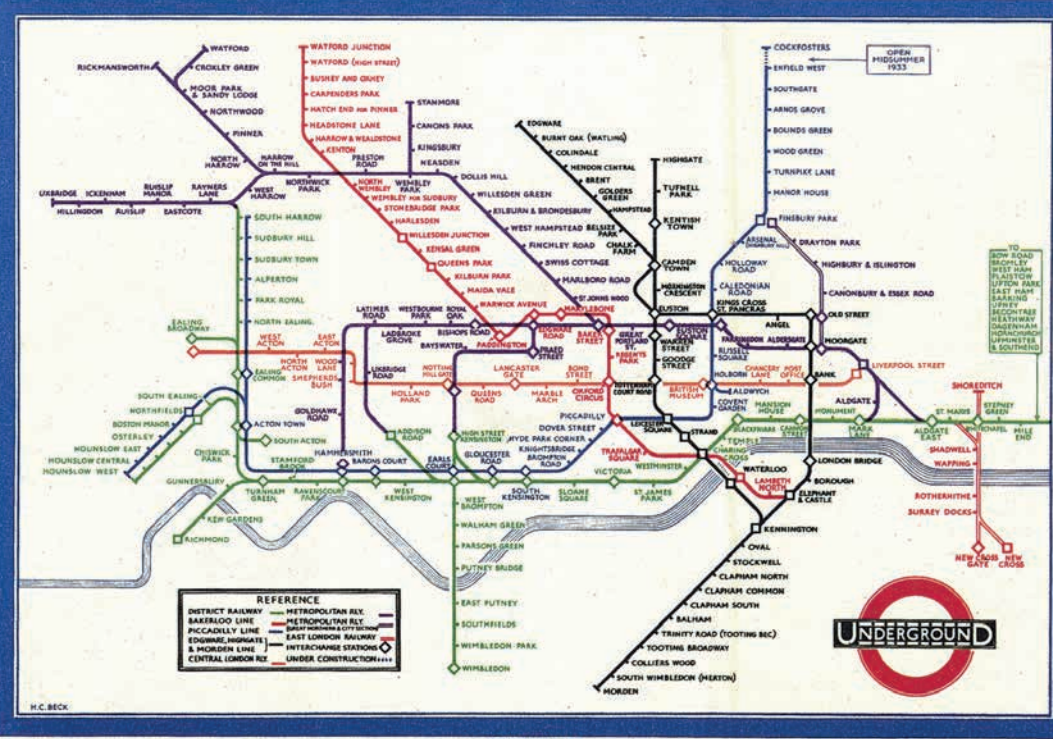 WATFORD
RICKMANSWORTH
CROXLEY GREEN
MOOR PARK
& SANDY LODGE
NORTHWOOD
PINNER
NORTH
HARROW
HARROW
ON THE HILL
NORTHWICK
PARK
PRESTON
ROAD
WEMBLEY
PARK
STANMORE
CANONS PARK
KINGSBURY
NEASDEN
DOLLIS HILL
WILLESDEN GREEN
KILBURN & BRONDESBURY
WEST HAMPSTEAD
FINCHLEY ROAD
SWISS COTTAGE
MARLBORO ROAD
ST JOHNS WOOD
UXBRIDGE
ICKENHAM
RUISLIP
MANOR
RAYNERS
LANE
WEST
HARROW
HILLINGDON
RUISLIP
EASTCOTE
WATFORD JUNCTION
WATFORD (HIGH STREET)
BUSHEY AND OXHEY
CARPENDERS PARK
HATCH END FOR PINNER
HEADSTONE LANE
HARROW & WEALDSTONE
KENTON
NORTH
WEMBLEY
WEMBLEY FOR SUDBURY
STONEBRIDGE PARK
HARLESDEN
WILLESDEN JUNCTION
KENSAL GREEN
QUEENS PARK
KILBURN PARK
MAIDA VALE
WARWICK AVENUE
MARYLEBONE
PADDINGTON
EDGWARE
BURNT OAK (WATLING)
COLINDALE
HENDON CENTRAL
BRENT
GOLDERS
GREEN
HAMPSTEAD
BELSIZE
PARK
CHALK
FARM
HIGHGATE
TUFNELL
PARK
KENTISH
TOWN
CAMDEN
TOWN
MORNINGTON
CRESCENT
EUSTON
COCKFOSTERS
OPEN
MIDSUMMER
1933
ENFIELD WEST
SOUTHGATE
ARNOS GROVE
BOUNDS GREEN
WOOD GREEN
TURNPIKE LANE
MANOR HOUSE
FINSBURY PARK
ARSENAL
(HIGHBURY HILL)
DRAYTON PARK
HOLLOWAY
ROAD
HIGHBURY & ISLINGTON
CALEDONIAN
ROAD
CANONBURY & ESSEX ROAD
KINGS CROSS
ST. PANCRAS
ANGEL
OLD STREET
TO
BOW ROAD
BROMLEY
WEST HAM
PLAISTOW
UPTON PARK
EAST HAM
BARKING
UPNEY
BECONTREE
HEATHWAY
DAGENHAM
HORNCHURCH
UPMINSTER
& SOUTHEND
SOUTH HARROW
SUDBURY HILL
SUDBURY TOWN
ALPERTON
PARK ROYAL
NORTH EALING
EALING
BROADWAY
WEST
ACTON
EAST
ACTON
NORTH
ACTON
WOOD
LANE
SHEPHERDS
BUSH
LATIMER
ROAD
LADBROKE
GROVE
WESTBOURNE
PARK
ROYAL
OAK
BISHOPS ROAD
BAYSWATER
EDGWARE
ROAD
PRAED
STREET
BAKER
STREET
GREAT
PORTLAND
ST.
REGENTS
PARK
EUSTON
SQUARE
WARREN
STREET
GOODGE
STREET
FARRINGDON
ALDERSGATE
RUSSELL
SQUARE
MOORGATE
UXBRIDGE
ROAD
HOLLAND
PARK
NOTTING
HILL GATE
QUEENS
ROAD
LANCASTER
GATE
MARBLE
ARCH
BOND
STREET
OXFORD
CIRCUS
TOTTENHAM
COURT ROAD
BRITISH
MUSEUM
HOLBORN
CHANCERY
LANE
POST
OFFICE
BANK
LIVERPOOL STREET
ALDWYCH
COVENT
GARDEN
EALING
COMMON
SOUTH EALING
NORTHFIELDS
BOSTON MANOR
OSTERLEY
HOUNSLOW EAST
HOUNSLOW CENTRAL
HOUNSLOW WEST
ACTON TOWN
SOUTH ACTON
CHISWICK
PARK
GUNNERSBURY
KEW GARDENS
RICHMOND
STAMFORD
BROOK
TURNHAM
GREEN
RAVENSCOURT
PARK
GOLDHAWK
ROAD
HAMMERSMITH
BARONS COURT
WEST
KENSINGTON
ADDISON
ROAD
HIGH STREET
KENSINGTON
EARLS
COURT
GLOUCESTER
ROAD
SOUTH
KENSINGTON
BROMPTON
ROAD
KNIGHTSBRIDGE
HYDE PARK CORNER
DOVER STREET
PICCADILLY
LEICESTER
SQUARE
STRAND
TRAFALGAR
SQUARE
SLOANE
SQUARE
VICTORIA
ST. JAMES
PARK
WESTMINSTER
CHARING
CROSS
TEMPLE
BLACKFRIARS
MANSION
HOUSE
CANNON
STREET
MONUMENT
MARK
LANE
ALDGATE
ALDGATE
EAST
ST. MARYS
WHITECHAPEL
STEPNEY
GREEN
MILE
END
SHOREDITCH
SHADWELL
WAPPING
ROTHERHITHE
SURREY DOCKS
NEW CROSS
GATE
NEW
CROSS
WATERLOO
LAMBETH
NORTH
LONDON BRIDGE
BOROUGH
ELEPHANT
& CASTLE
KENNINGTON
OVAL
STOCKWELL
CLAPHAM NORTH
CLAPHAM COMMON
CLAPHAM SOUTH
BALHAM
TRINITY ROAD (TOOTING BEC)
TOOTING BROADWAY
COLLIERS WOOD
SOUTH WIMBLEDON (MERTON)
MORDEN
WEST
BROMPTON
WALHAM GREEN
PARSONS GREEN
PUTNEY BRIDGE
EAST PUTNEY
SOUTHFIELDS
WIMBLEDON PARK
WIMBLEDON
REFERENCE
DISTRICT RAILWAY
BAKERLOO LINE
PICCADILLY LINE
EDGWARE, HIGHGATE
& MORDEN LINE
CENTRAL LONDON RLY.
METROPOLITAN RLY.
METROPOLITAN RLY.
(GREAT NORTHERN & CITY SECTION)
EAST LONDON RAILWAY
INTERCHANGE STATIONS
UNDER CONSTRUCTION
UNDERGROUND
H.C. BECK